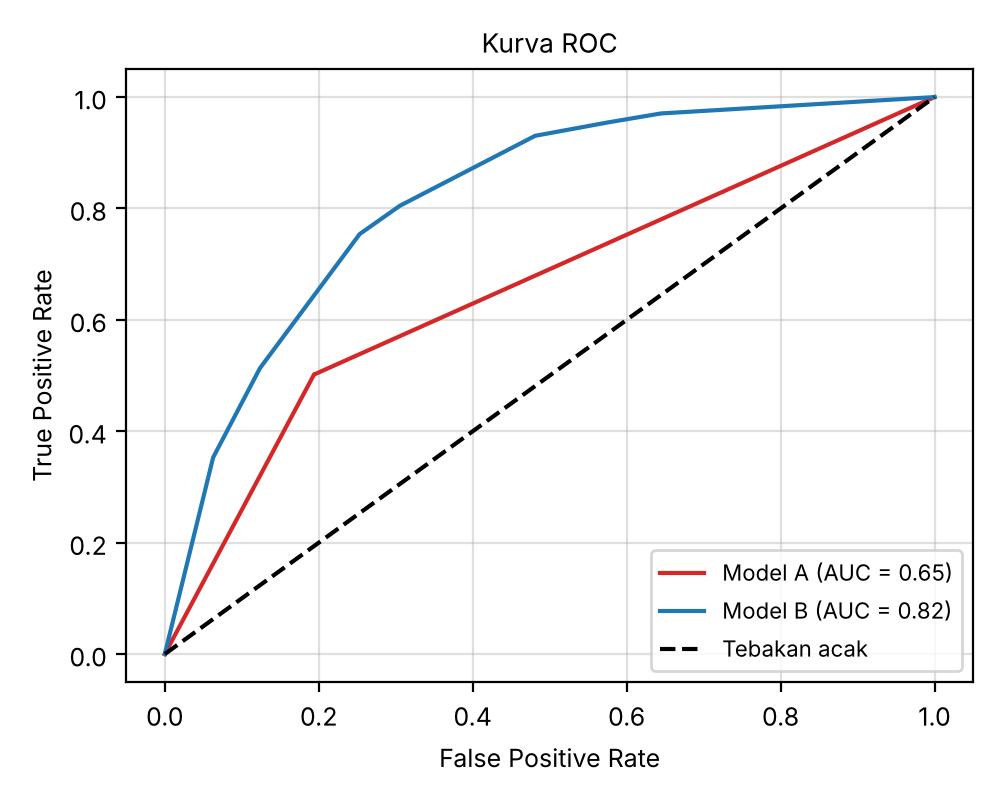 Kurva ROC
True Positive Rate
1.0
0.8
0.6
0.4
0.2
0.0
Model A (AUC = 0.65)
Model B (AUC = 0.82)
Tebakan acak
0.0 0.2 0.4 0.6 0.8 1.0
False Positive Rate